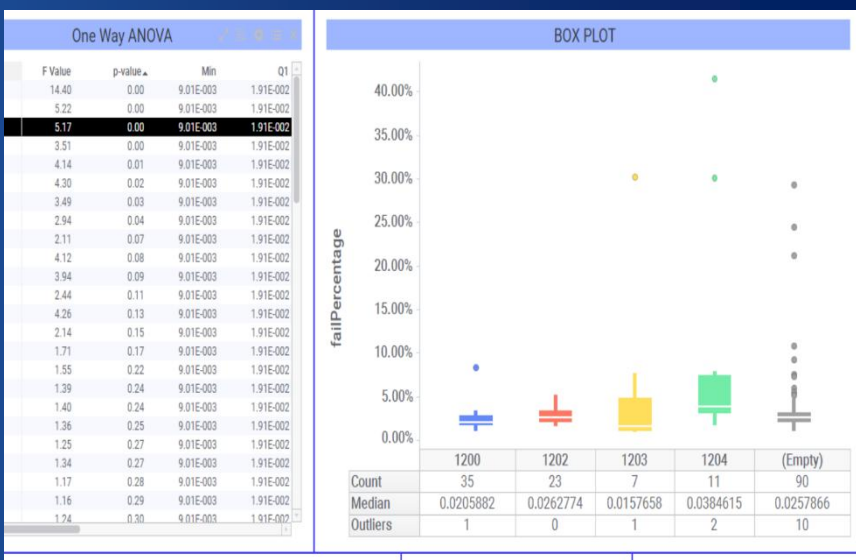 One Way ANOVA
F Value p-value Min Q1
14.40 0.00 9.01E-003 1.91E-002
5.22 0.00 9.01E-003 1.91E-002
5.17 0.00 9.01E-003 1.91E-002
3.51 0.00 9.01E-003 1.91E-002
4.14 0.01 9.01E-003 1.91E-002
4.30 0.02 9.01E-003 1.91E-002
3.49 0.03 9.01E-003 1.91E-002
2.94 0.04 9.01E-003 1.91E-002
2.11 0.07 9.01E-003 1.91E-002
4.12 0.08 9.01E-003 1.91E-002
3.94 0.09 9.01E-003 1.91E-002
2.44 0.11 9.01E-003 1.91E-002
4.26 0.13 9.01E-003 1.91E-002
2.14 0.15 9.01E-003 1.91E-002
1.71 0.17 9.01E-003 1.91E-002
1.55 0.22 9.01E-003 1.91E-002
1.39 0.24 9.01E-003 1.91E-002
1.40 0.24 9.01E-003 1.91E-002
1.36 0.25 9.01E-003 1.91E-002
1.25 0.27 9.01E-003 1.91E-002
1.34 0.27 9.01E-003 1.91E-002
1.17 0.28 9.01E-003 1.91E-002
1.16 0.29 9.01E-003 1.91E-002
1.24 0.30 9.01E-003 1.91E-002
BOX PLOT
failPercentage
40.00%
35.00%
30.00%
25.00%
20.00%
15.00%
10.00%
5.00%
0.00%
1200 1202 1203 1204 (Empty)
Count 35 23 7 11 90
Median 0.0205882 0.0262774 0.0157658 0.0384615 0.0257866
Outliers 1 0 1 2 10